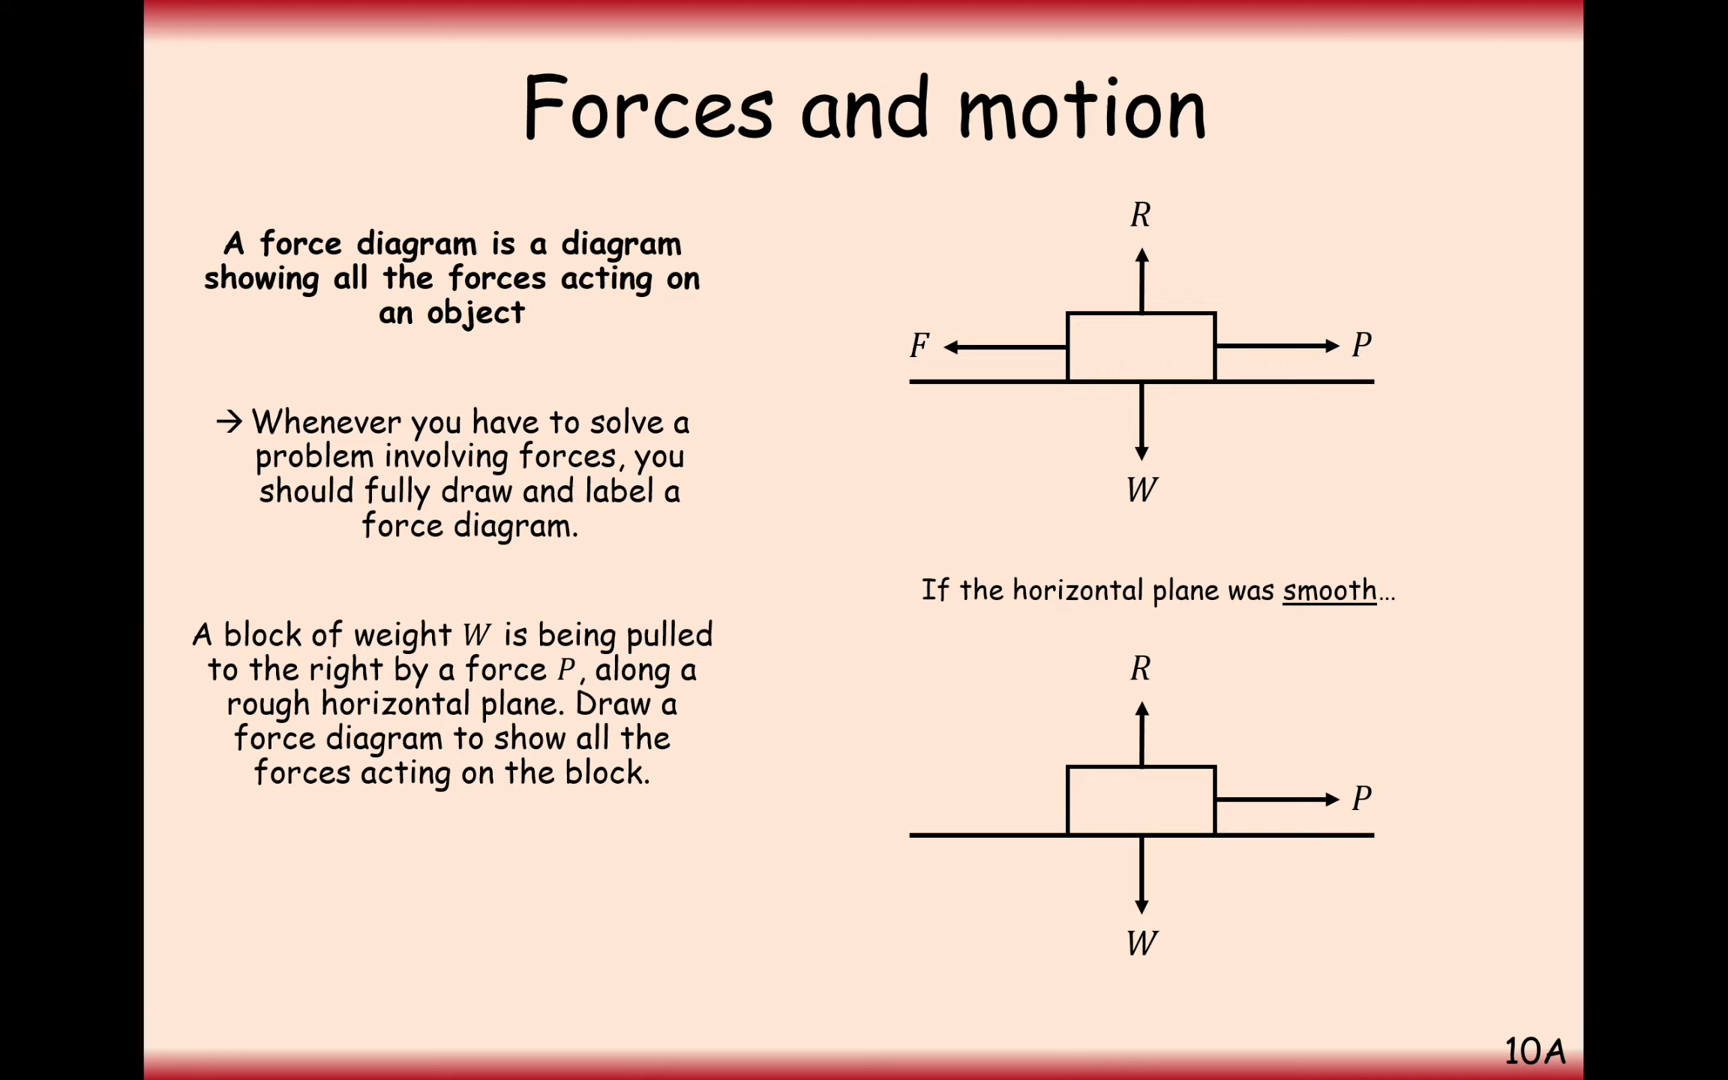 Forces and motion
A force diagram is a diagram
showing all the forces acting on
an object
→ Whenever you have to solve a
problem involving forces, you
should fully draw and label a
force diagram.
A block of weight W is being pulled
to the right by a force P, along a
rough horizontal plane. Draw a
force diagram to show all the
forces acting on the block.
R
F
P
W
If the horizontal plane was smooth…
R
P
W
10A